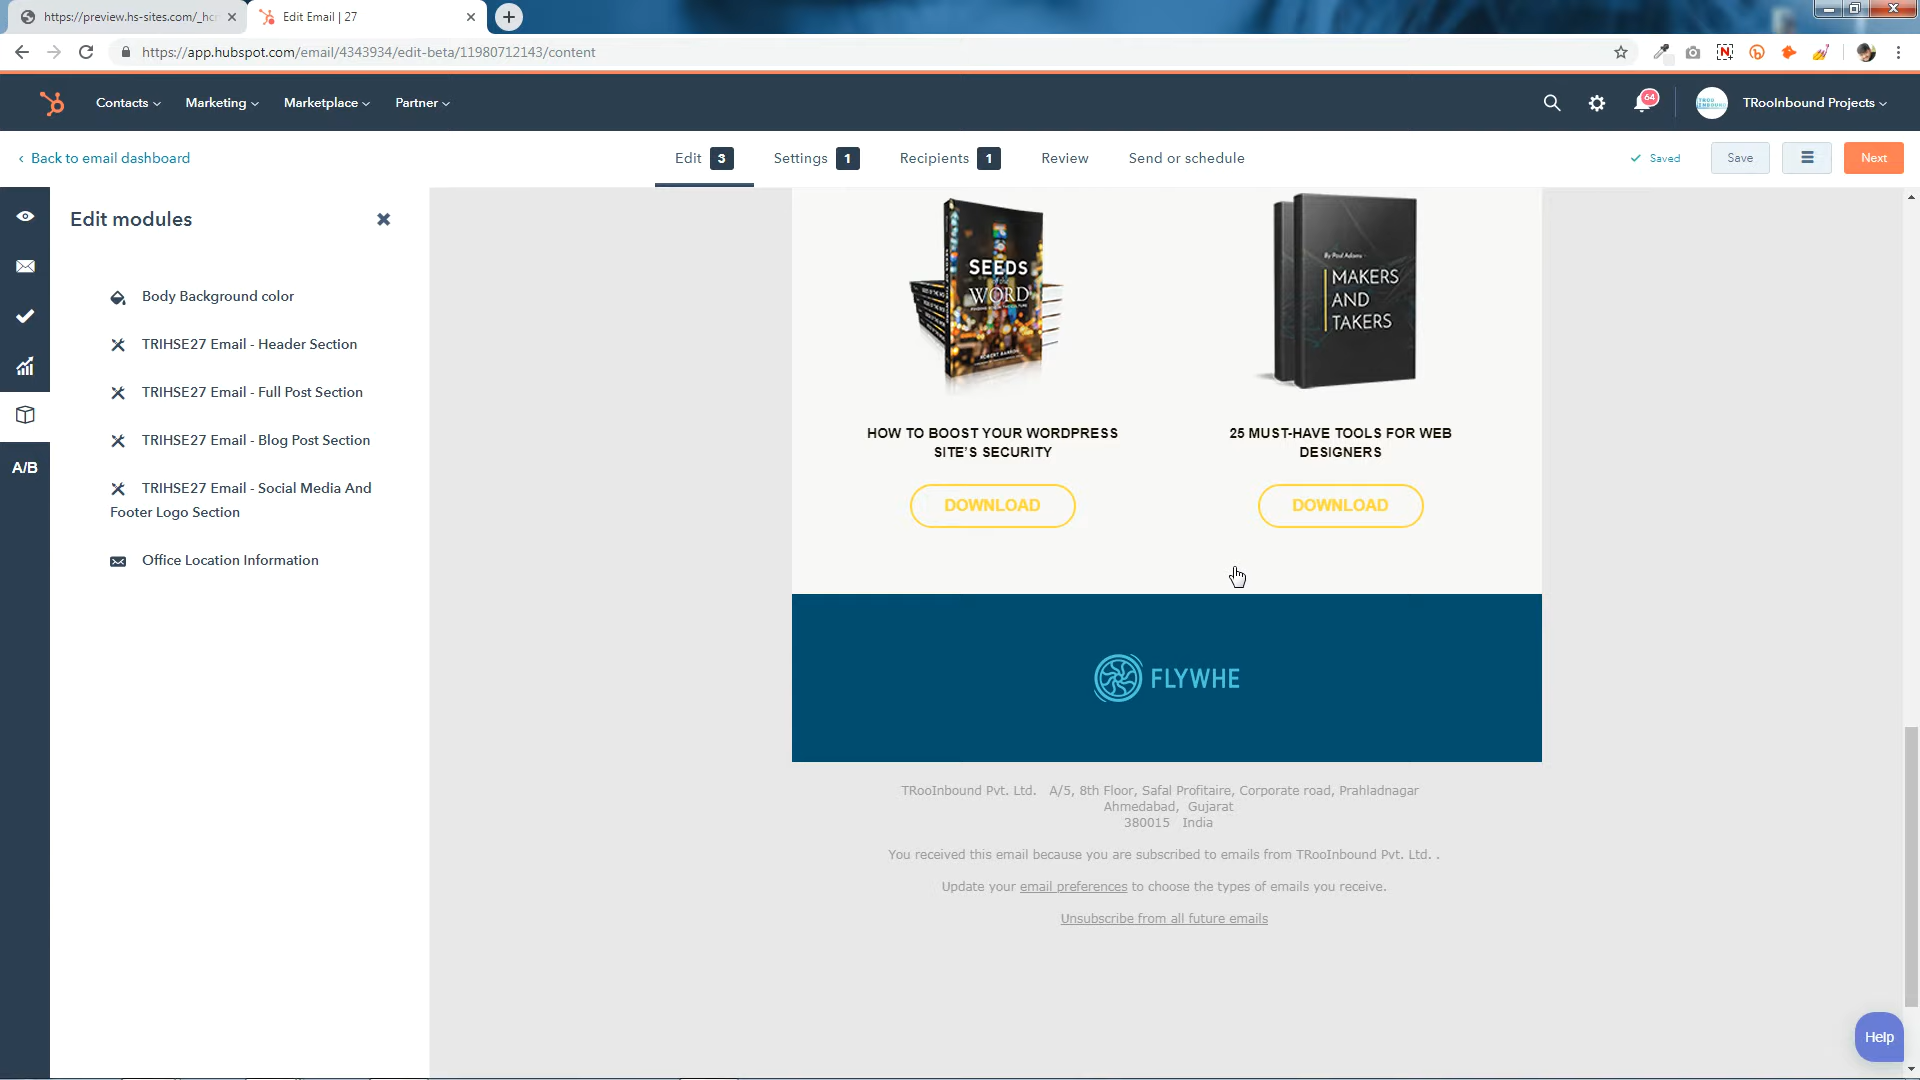 https://preview.hs-sites.com/_hcm
Edit Email | 27
https://app.hubspot.com/email/4343934/edit-beta/11980712143/content
Contacts
Marketing
Marketplace
Partner
64
TRooInbound Projects
Back to email dashboard
Edit 3
Settings 1
Recipients 1
Review
Send or schedule
Saved
Save
Next
Edit modules
Body Background color
TRIHSE27 Email - Header Section
TRIHSE27 Email - Full Post Section
TRIHSE27 Email - Blog Post Section
TRIHSE27 Email - Social Media And
Footer Logo Section
Office Location Information
A/B
SEEDS
WORD
By Paul Adams
MAKERS
AND
TAKERS
HOW TO BOOST YOUR WORDPRESS
SITE'S SECURITY
DOWNLOAD
25 MUST-HAVE TOOLS FOR WEB
DESIGNERS
DOWNLOAD
FLYWHE
TRooInbound Pvt. Ltd. A/5, 8th Floor, Safal Profitaire, Corporate road, Prahladnagar
Ahmedabad, Gujarat
380015 India
You received this email because you are subscribed to emails from TRooInbound Pvt. Ltd. .
Update your email preferences to choose the types of emails you receive.
Unsubscribe from all future emails
Help